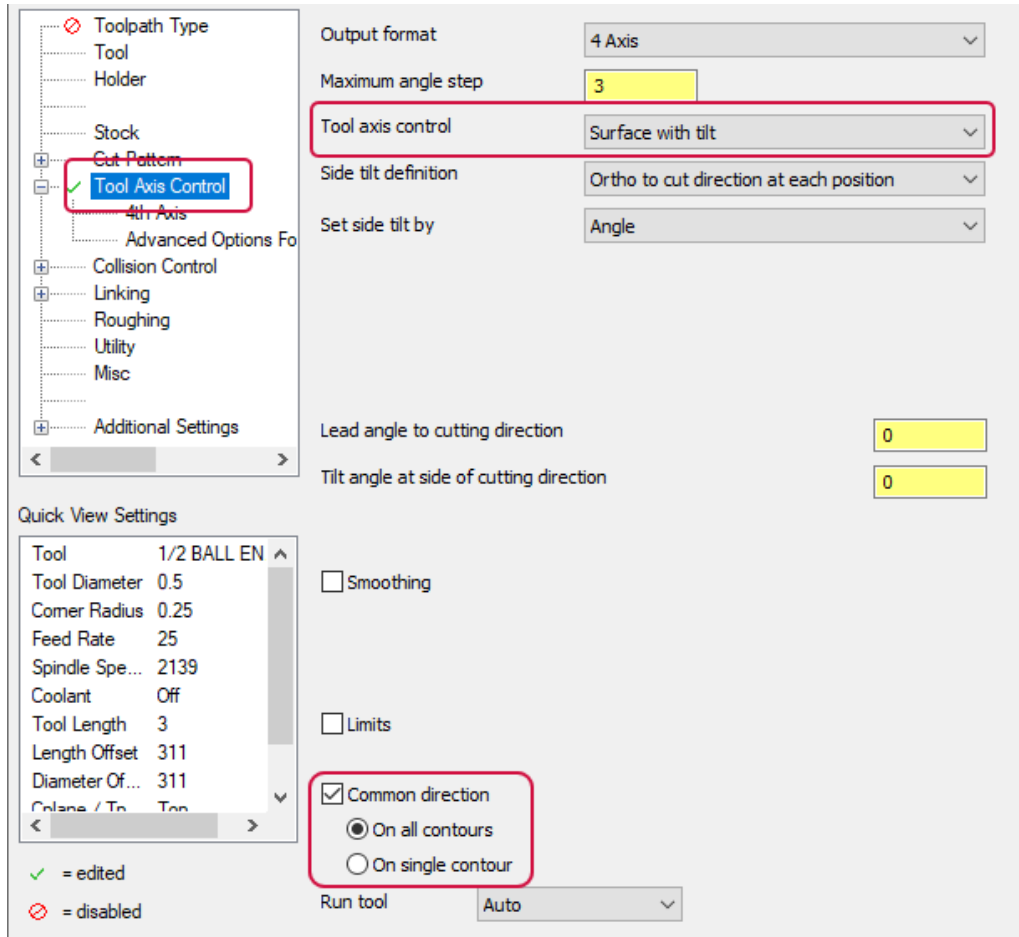 Toolpath Type
Tool
Holder
Stock
Cut Pattern
Tool Axis Control
4th Axis
Advanced Options Fo
Collision Control
Linking
Roughing
Utility
Misc
Additional Settings
Quick View Settings
Tool 1/2 BALL EN
Tool Diameter 0.5
Corner Radius 0.25
Feed Rate 25
Spindle Spe... 2139
Coolant Off
Tool Length 3
Length Offset 311
Diameter Of... 311
Cplane / Tp Top
= edited
= disabled
Output format 4 Axis
Maximum angle step 3
Tool axis control Surface with tilt
Side tilt definition Ortho to cut direction at each position
Set side tilt by Angle
Lead angle to cutting direction 0
Tilt angle at side of cutting direction 0
Smoothing
Limits
Common direction
On all contours
On single contour
Run tool Auto